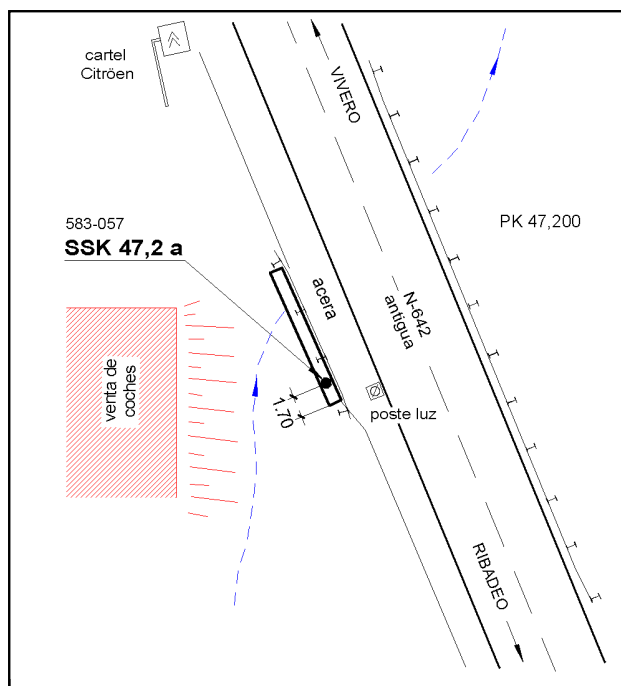 cartel
Citröen
VIVERO
583-057
SSK 47,2 a
PK 47,200
acera
N-642
antigua
venta de
coches
1.70
poste luz
RIBADEO